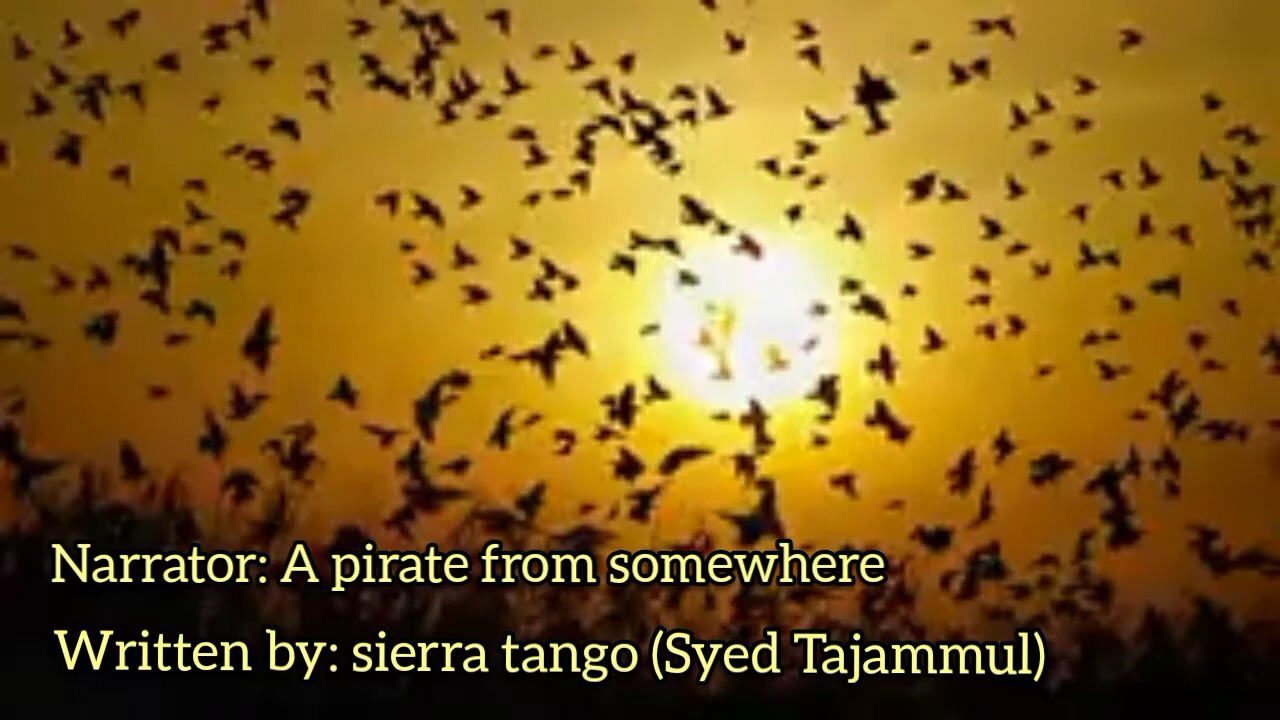 Narrator: A pirate from somewhere
Written by: sierra tango (Syed Tajammul)